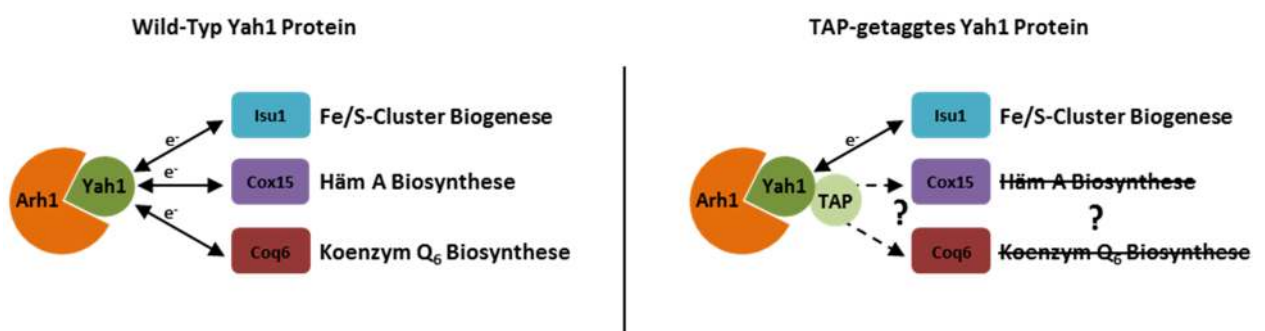 Wild-Typ Yah1 Protein
Isu1 Fe/S-Cluster Biogenese
e-
Arh1 Yah1 e- Cox15 Häm A Biosynthese
e-
Coq6 Koenzym Q6 Biosynthese
TAP-getaggtes Yah1 Protein
Isu1 Fe/S-Cluster Biogenese
e-
Arh1 Yah1 TAP Cox15 Häm A Biosynthese
? ?
Coq6 Koenzym Q6 Biosynthese